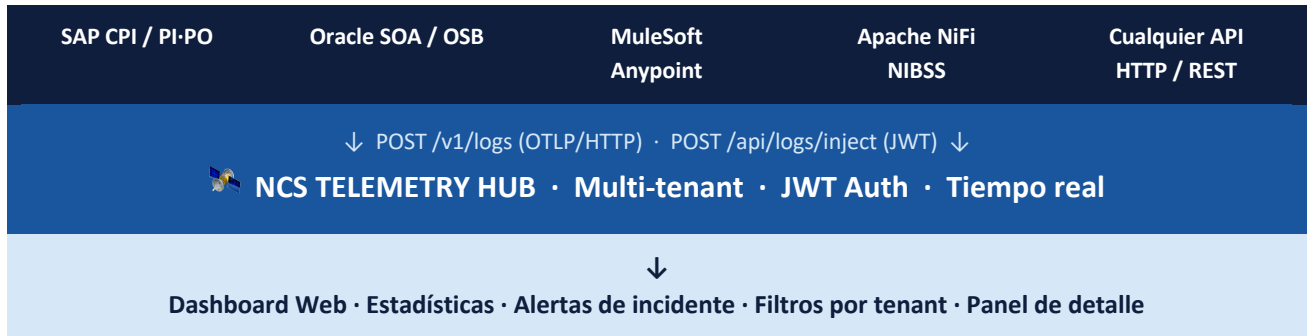 SAP CPI / PI·PO
Oracle SOA / OSB
MuleSoft
Anypoint
Apache NiFi
NIBSS
Cualquier API
HTTP / REST
↓ POST /v1/logs (OTLP/HTTP) · POST /api/logs/inject (JWT) ↓
NCS TELEMETRY HUB · Multi-tenant · JWT Auth · Tiempo real
↓
Dashboard Web · Estadísticas · Alertas de incidente · Filtros por tenant · Panel de detalle